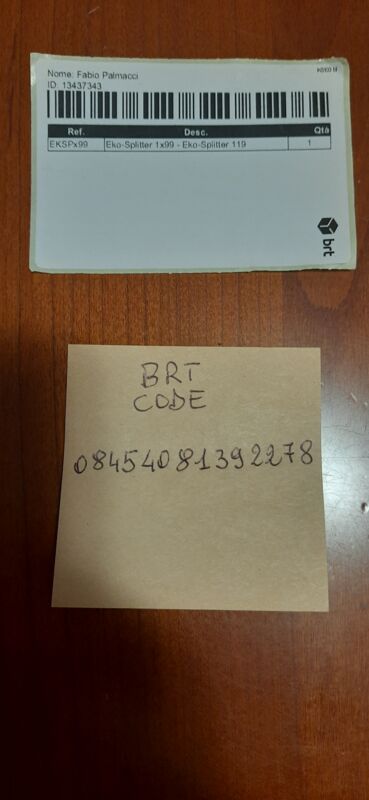 Nome: Fabio Palmacci
ID: 13437343
Ref. Desc. Qtà
EKSPx99 Eko-Splitter 1x99 - Eko-Splitter 119 1
brt
BRT
CODE
08454081392278